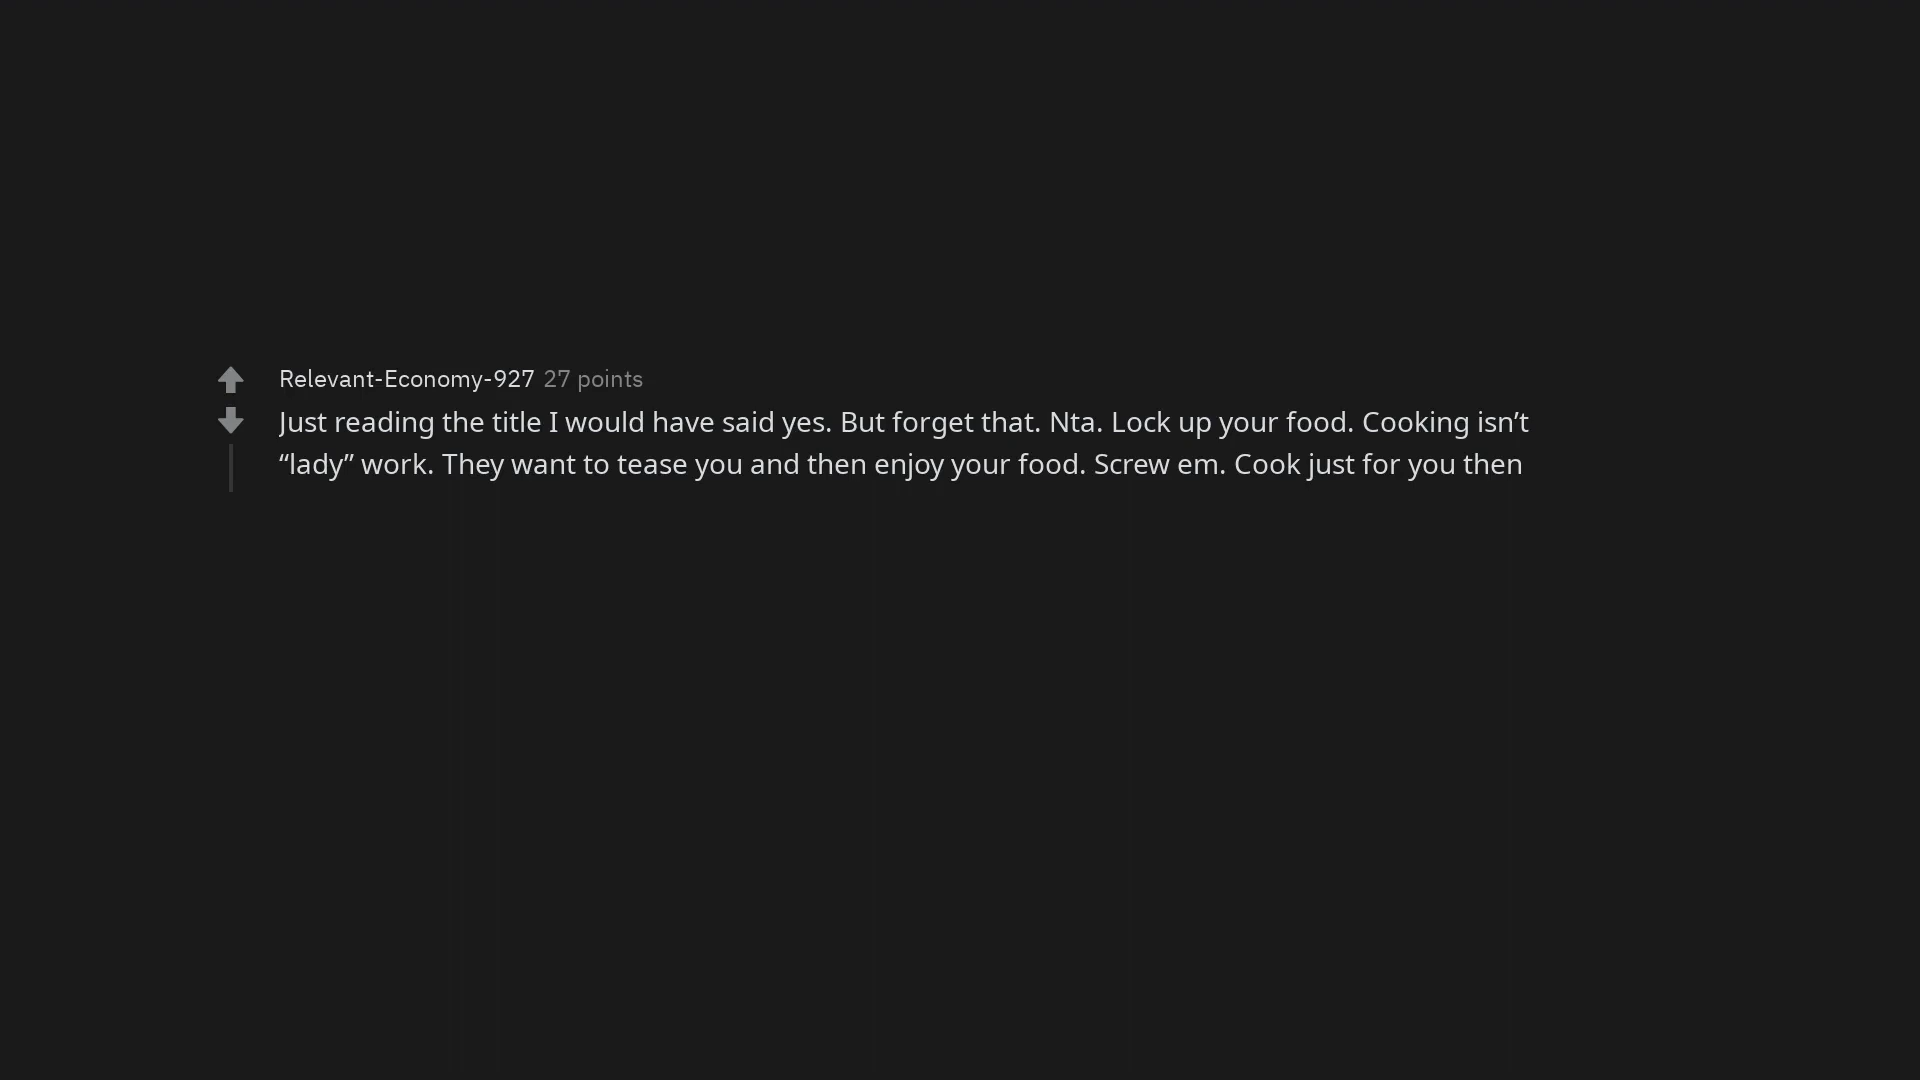 Relevant-Economy-927 27 points
Just reading the title I would have said yes. But forget that. Nta. Lock up your food. Cooking isn’t
“lady” work. They want to tease you and then enjoy your food. Screw em. Cook just for you then